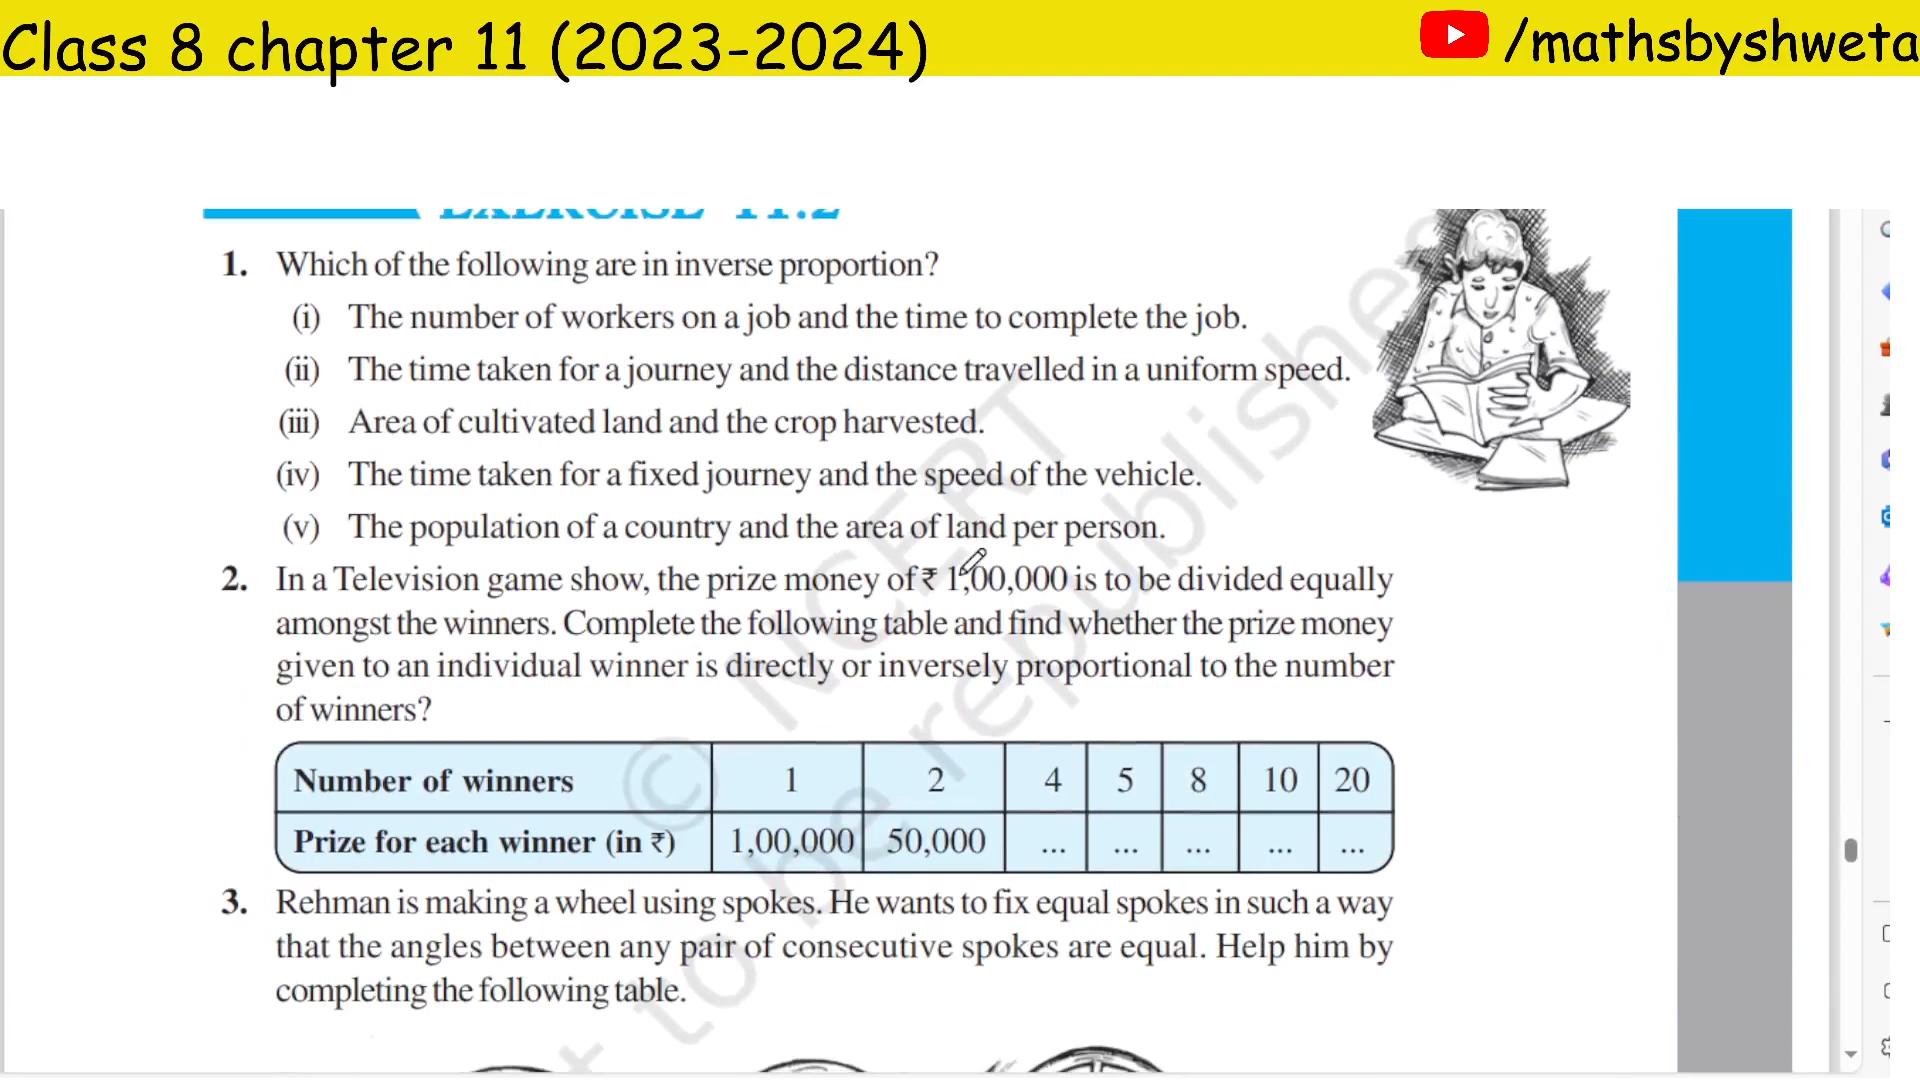 Class 8 chapter 11 (2023-2024)
/mathsbyshweta
EXERCISE 11.2
1. Which of the following are in inverse proportion?
(i) The number of workers on a job and the time to complete the job.
(ii) The time taken for a journey and the distance travelled in a uniform speed.
(iii) Area of cultivated land and the crop harvested.
(iv) The time taken for a fixed journey and the speed of the vehicle.
(v) The population of a country and the area of land per person.
2. In a Television game show, the prize money of ₹ 1,00,000 is to be divided equally
amongst the winners. Complete the following table and find whether the prize money
given to an individual winner is directly or inversely proportional to the number
of winners?
Number of winners 1 2 4 5 8 10 20
Prize for each winner (in ₹) 1,00,000 50,000 ... ... ... ... ...
3. Rehman is making a wheel using spokes. He wants to fix equal spokes in such a way
that the angles between any pair of consecutive spokes are equal. Help him by
completing the following table.
© NCERT
not to be republished